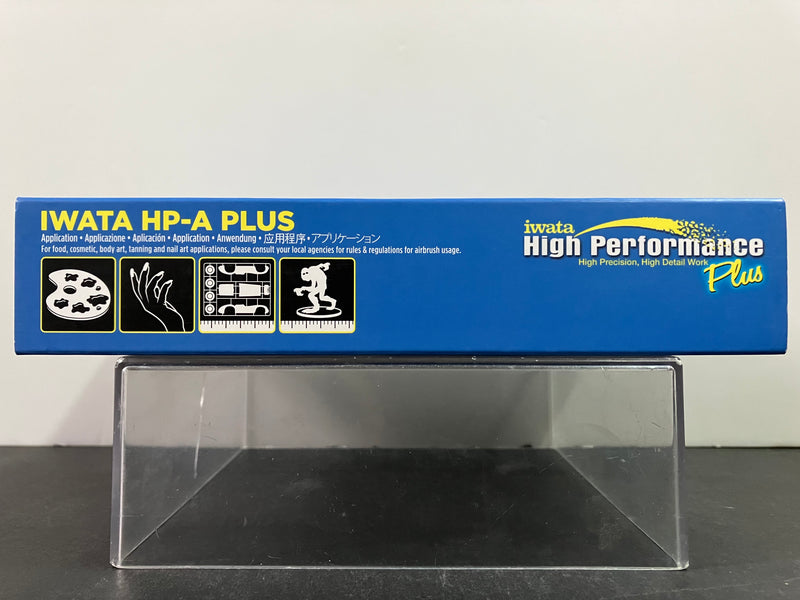 IWATA HP-A PLUS
Application • Applicazione • Aplicación • Application • Anwendung • 应用程序 • アプリケーション
For food, cosmetic, body art, tanning and nail art applications, please consult your local agencies for rules & regulations for airbrush usage.
iwata
High Performance
High Precision, High Detail Work
Plus